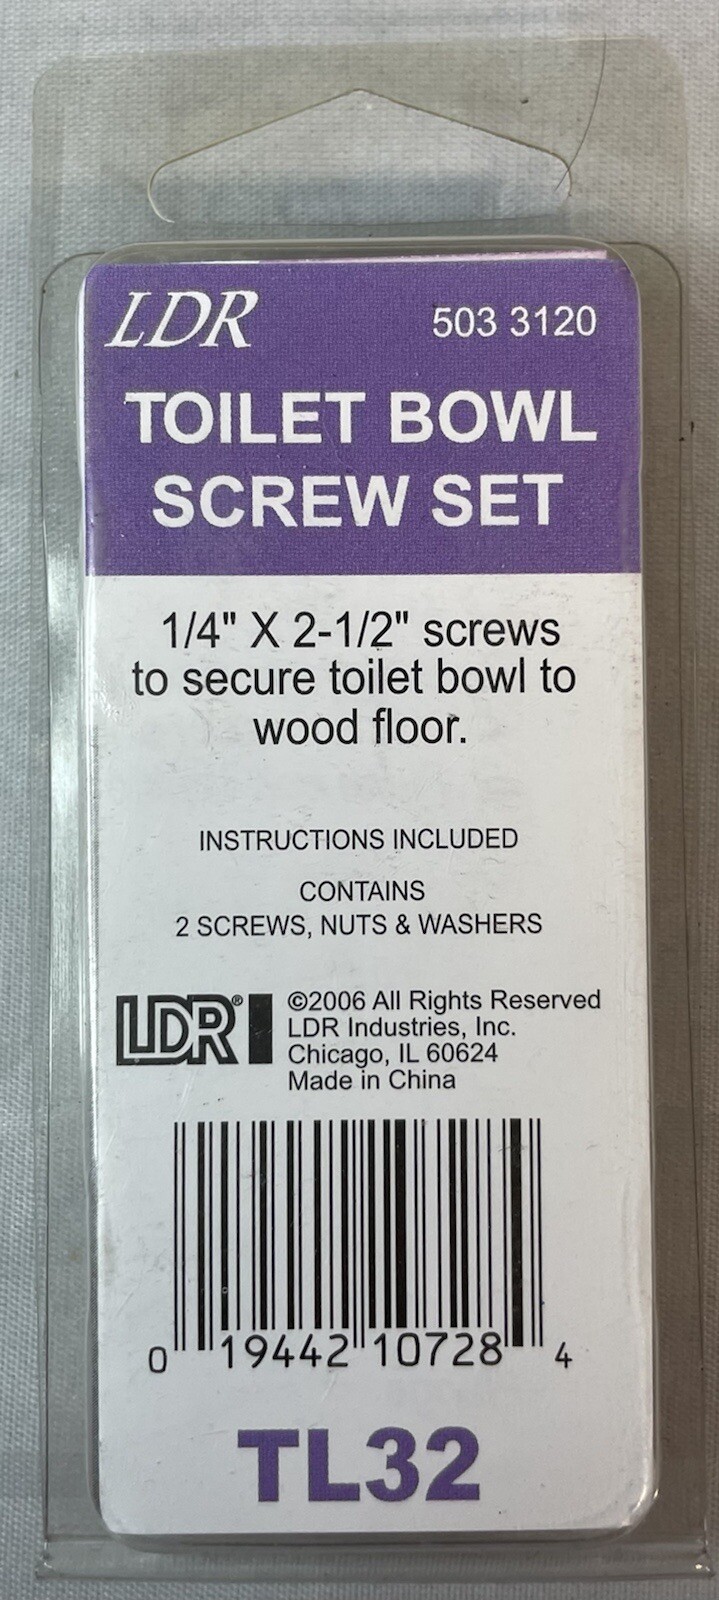 LDR 503 3120
TOILET BOWL
SCREW SET
1/4" X 2-1/2" screws
to secure toilet bowl to
wood floor.
INSTRUCTIONS INCLUDED
CONTAINS
2 SCREWS, NUTS & WASHERS
LDR®
©2006 All Rights Reserved
LDR Industries, Inc.
Chicago, IL 60624
Made in China
0 19442 10728 4
TL32